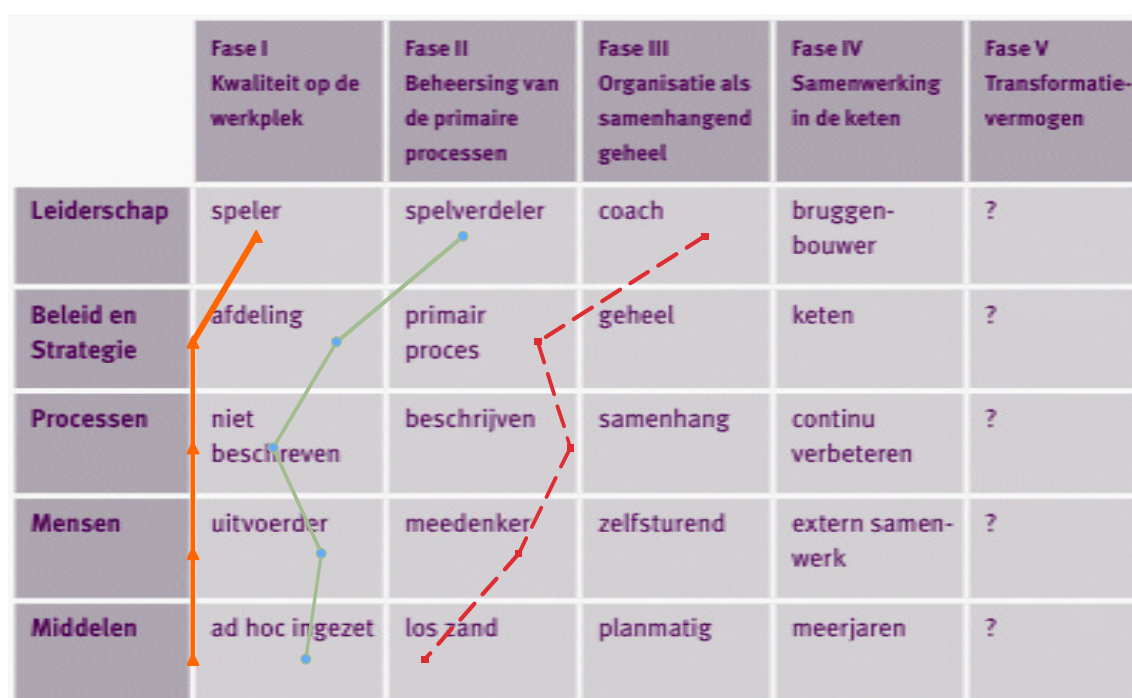 Fase I
Kwaliteit op de
werkplek
Fase II
Beheersing van
de primaire
processen
Fase III
Organisatie als
samenhangend
geheel
Fase IV
Samenwerking
in de keten
Fase V
Transformatie-
vermogen
Leiderschap
speler
spelverdeler
coach
bruggen-
bouwer
?
Beleid en
Strategie
afdeling
primair
proces
geheel
keten
?
Processen
niet
beschreven
beschrijven
samenhang
continu
verbeteren
?
Mensen
uitvoerder
meedenker
zelfsturend
extern samen-
werk
?
Middelen
ad hoc ingezet
los zand
planmatig
meerjaren
?